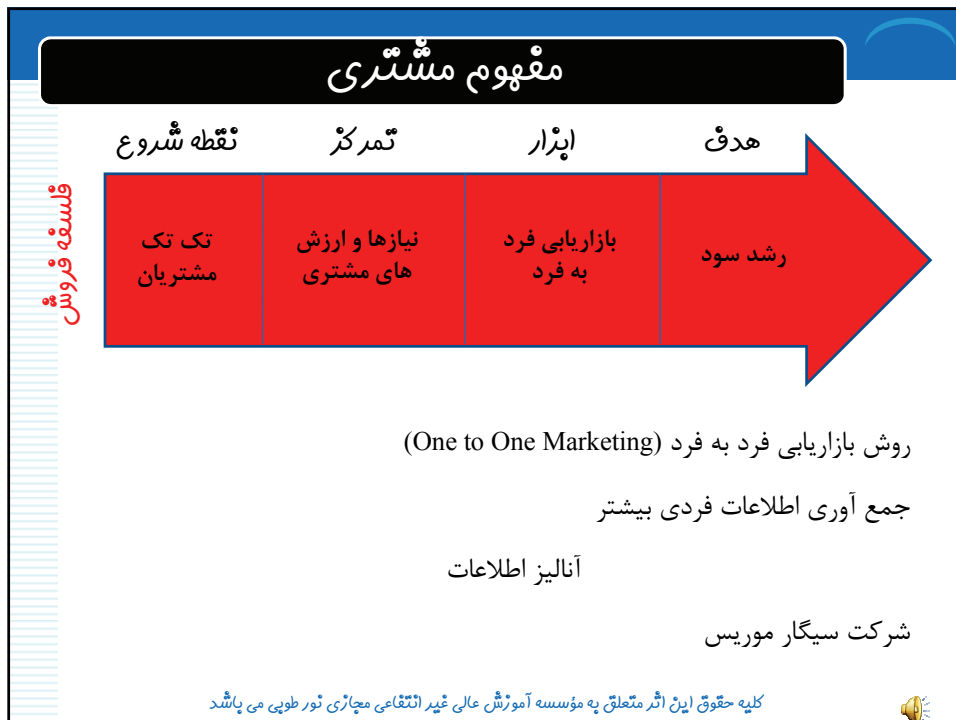 مفهوم مشتری
نقطه شروع
تمرکز
ابزار
هدف
فلسفه فروش
تک تک
مشتریان
نیازها و ارزش
های مشتری
بازاریابی فرد
به فرد
رشد سود
روش بازاریابی فرد به فرد (One to One Marketing)
جمع آوری اطلاعات فردی بیشتر
آنالیز اطلاعات
شرکت سیگار موریس
کلیه حقوق این اثر متعلق به مؤسسه آموزش عالی غیر انتفاعی مجازی نور طوبی می باشد